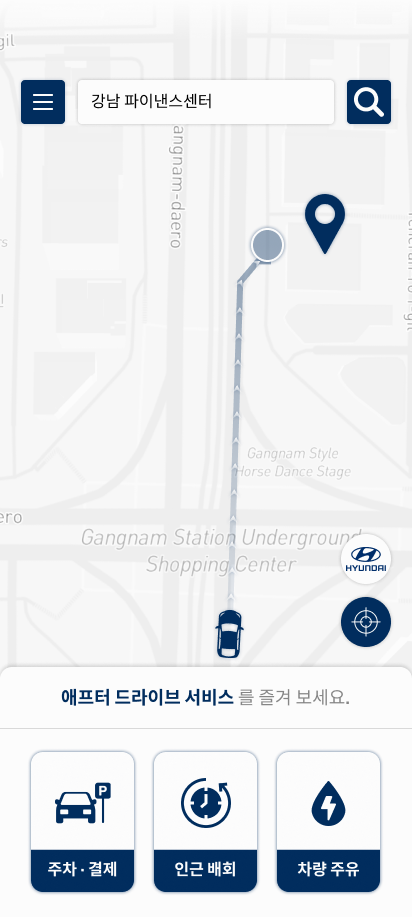 gil
강남 파이낸스센터
angnam-daero
Gangnam Style
Horse Dance Stage
ero
Gangnam Station Underground
Shopping Center
HYUNDAI
애프터 드라이브 서비스 를 즐겨 보세요.
P
주차 · 결제
인근 배회
차량 주유